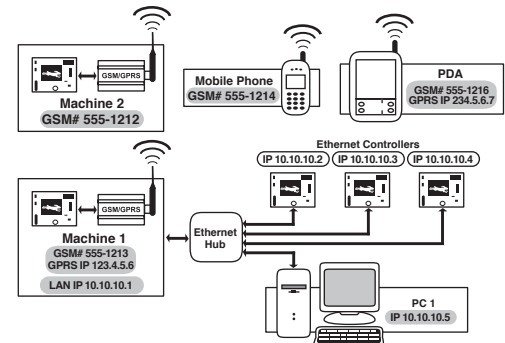 GSM/GPRS
Machine 2
GSM# 555-1212
Mobile Phone
GSM# 555-1214
PDA
GSM# 555-1216
GPRS IP 234.5.6.7
Ethernet Controllers
IP 10.10.10.2
IP 10.10.10.3
IP 10.10.10.4
GSM/GPRS
Machine 1
GSM# 555-1213
GPRS IP 123.4.5.6
LAN IP 10.10.10.1
Ethernet
Hub
PC 1
IP 10.10.10.5